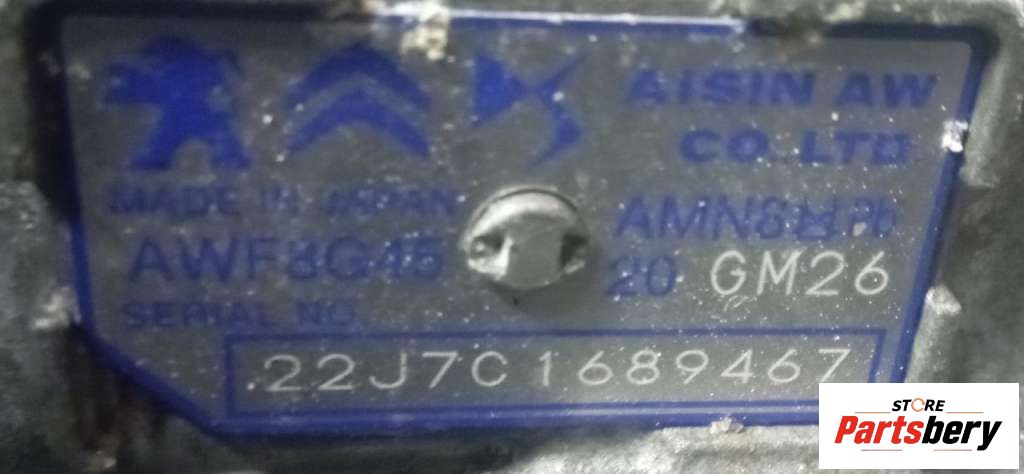 AISIN AW
CO.,LTD
MADE IN JAPAN
AWF8G45
20 GM26
SERIAL NO.
22J7C1689467
STORE
Partsbery